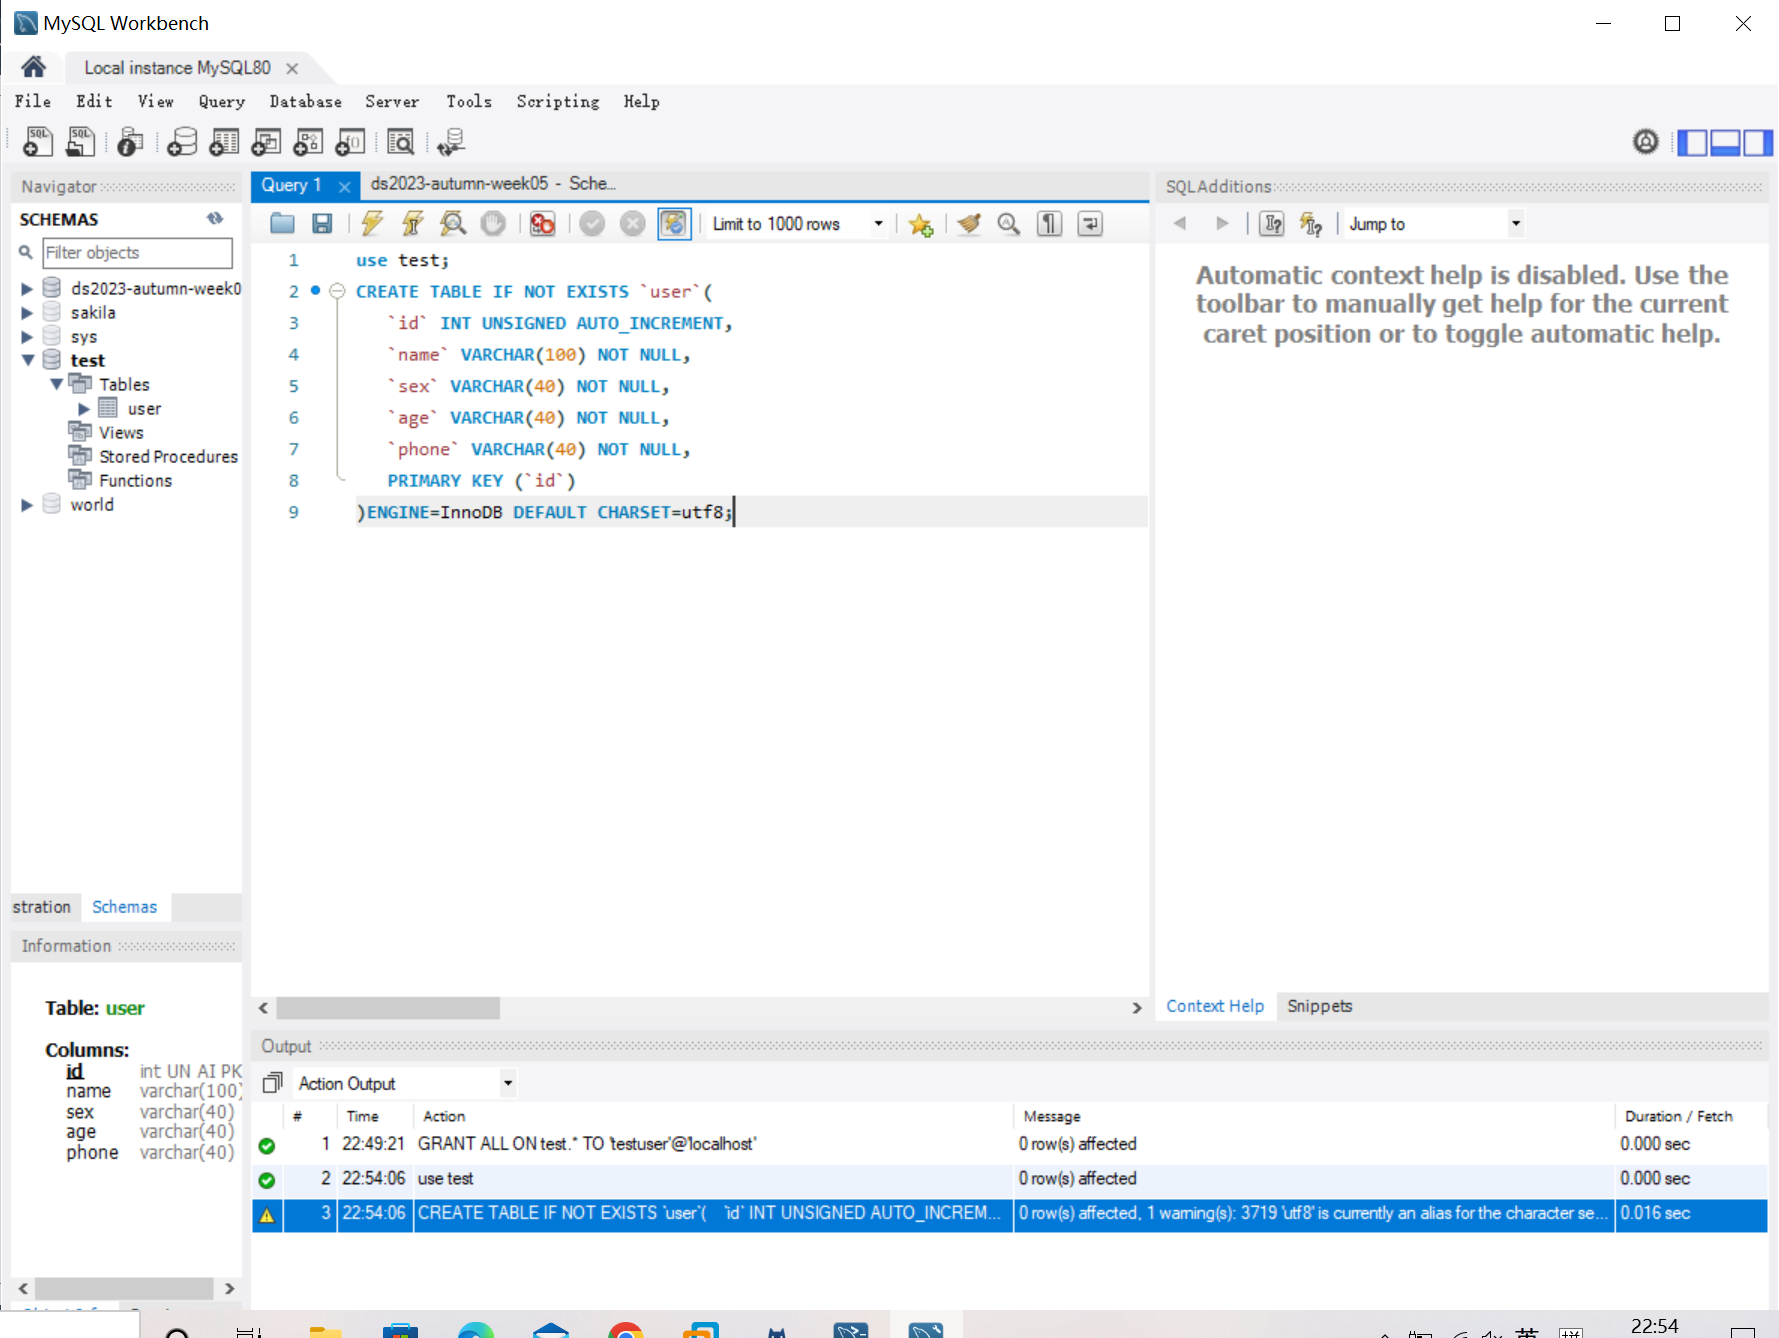 MySQL Workbench
Local instance MySQL80
File Edit View Query Database Server Tools Scripting Help
Navigator
SCHEMAS
Filter objects
ds2023-autumn-week0
sakila
sys
test
Tables
user
Views
Stored Procedures
Functions
world
stration Schemas
Information
Table: user
Columns:
id int UN AI PK
name varchar(100)
sex varchar(40)
age varchar(40)
phone varchar(40)
Query 1 ds2023-autumn-week05 - Sche...
Limit to 1000 rows
1 use test;
2 CREATE TABLE IF NOT EXISTS `user`(
3 `id` INT UNSIGNED AUTO_INCREMENT,
4 `name` VARCHAR(100) NOT NULL,
5 `sex` VARCHAR(40) NOT NULL,
6 `age` VARCHAR(40) NOT NULL,
7 `phone` VARCHAR(40) NOT NULL,
8 PRIMARY KEY (`id`)
9 )ENGINE=InnoDB DEFAULT CHARSET=utf8;
SQLAdditions
Jump to
Automatic context help is disabled. Use the
toolbar to manually get help for the current
caret position or to toggle automatic help.
Context Help Snippets
Output
Action Output
# Time Action Message Duration / Fetch
1 22:49:21 GRANT ALL ON test.* TO 'testuser'@'localhost' 0 row(s) affected 0.000 sec
2 22:54:06 use test 0 row(s) affected 0.000 sec
3 22:54:06 CREATE TABLE IF NOT EXISTS `user`( `id` INT UNSIGNED AUTO_INCREM... 0 row(s) affected, 1 warning(s): 3719 'utf8' is currently an alias for the character se... 0.016 sec
22:54